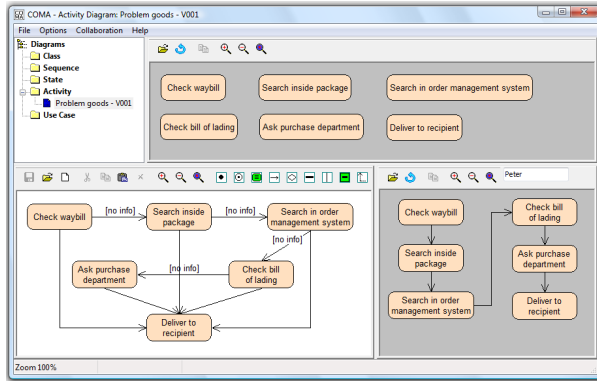 COMA - Activity Diagram: Problem goods - V001
File Options Collaboration Help
Diagrams
Class
Sequence
State
Activity
Problem goods - V001
Use Case
Check waybill
Search inside package
Search in order management system
Check bill of lading
Ask purchase department
Deliver to recipient
Check waybill
[no info]
Search inside
package
[no info]
Search in order
management system
[no info]
Ask purchase
department
[no info]
Check bill
of lading
Deliver to
recipient
Peter
Check waybill
Check bill
of lading
Search inside
package
Ask purchase
department
Search in order
management system
Deliver to
recipient
Zoom 100%